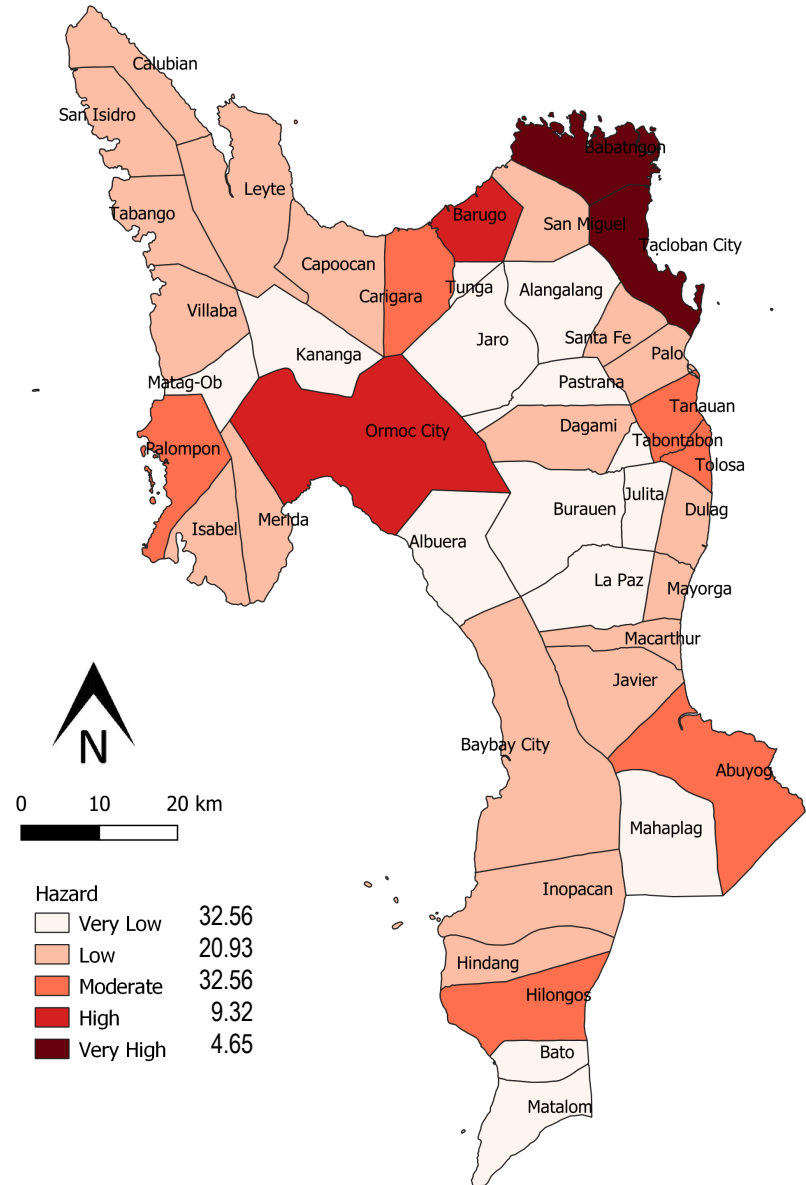 Calubian
San Isidro
Babatngon
Leyte
Tabango
Barugo
San Miguel
Tacloban City
Capoocan
Carigara
Tunga
Alangalang
Villaba
Santa Fe
Jaro
Kananga
Palo
Matag-Ob
Pastrana
Tanauan
Dagami
Ormoc City
Tabontabon
Palompon
Tolosa
Julita
Burauen
Dulag
Merida
Isabel
Albuera
La Paz
Mayorga
Macarthur
Javier
N
Baybay City
Abuyog
0 10 20 km
Mahaplag
Inopacan
Hazard
Very Low 32.56
Low 20.93
Hindang
Moderate 32.56
Hilongos
High 9.32
Very High 4.65
Bato
Matalom